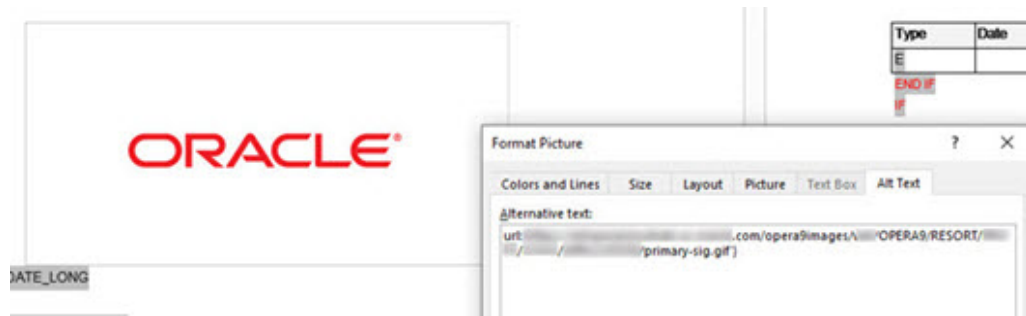 Type Date
E
END IF
IF
ORACLE®
Format Picture ? ×
Colors and Lines Size Layout Picture Text Box Alt Text
Alternative text:
url: .com/opera9images/ /OPERA9/RESORT/
/ / /primary-sig.gif')
DATE_LONG